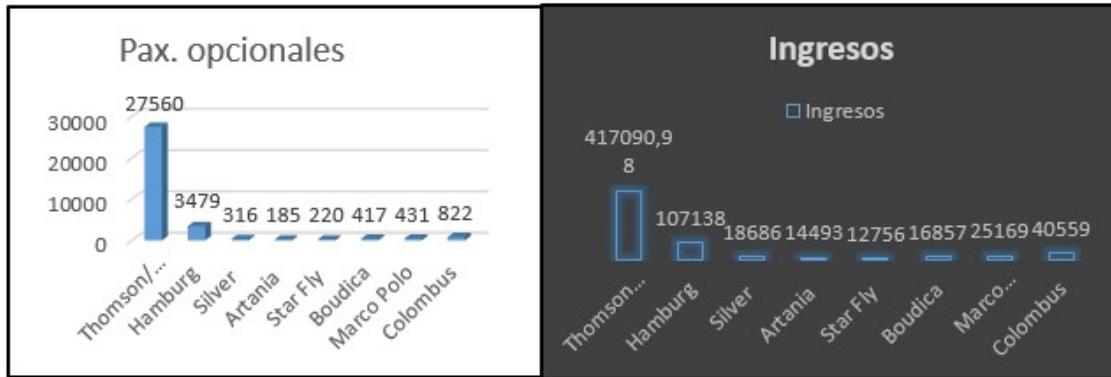 Pax. opcionales
27560
30000
20000
10000
0
3479
316
185
220
417
431
822
Thomson/...
Hamburg
Silver
Artania
Star Fly
Boudica
Marco Polo
Colombus
Ingresos
Ingresos
417090,9
8
107138
18686
14493
12756
16857
25169
40559
Thomson...
Hamburg
Silver
Artania
Star Fly
Boudica
Marco...
Colombus